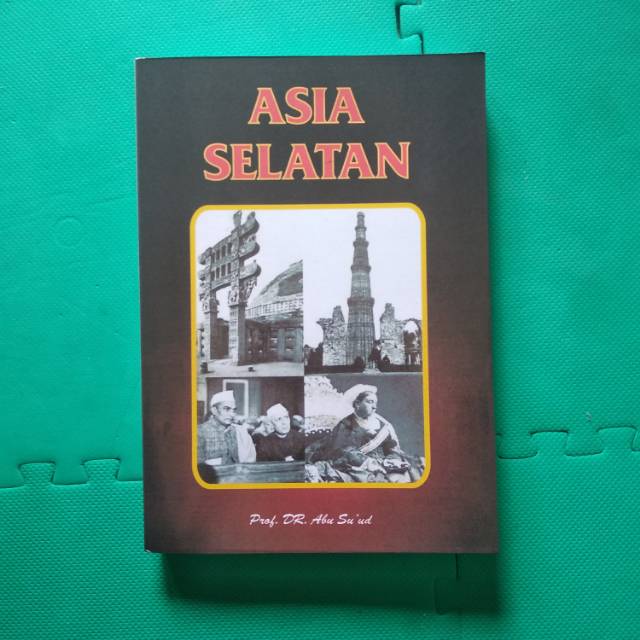 ASIA
SELATAN
Prof. DR. Abu Su'ud